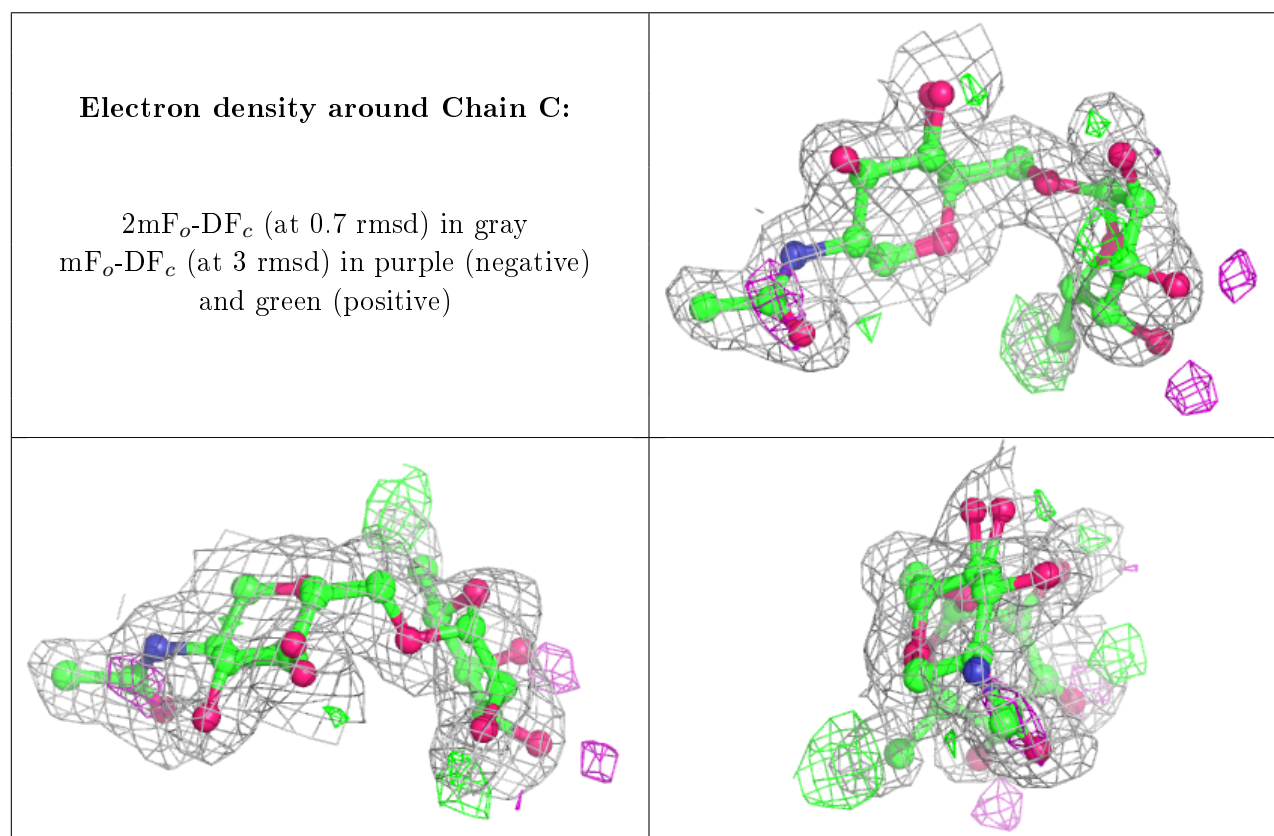 Electron density around Chain C:
2mFo-DFc (at 0.7 rmsd) in gray
mFo-DFc (at 3 rmsd) in purple (negative)
and green (positive)